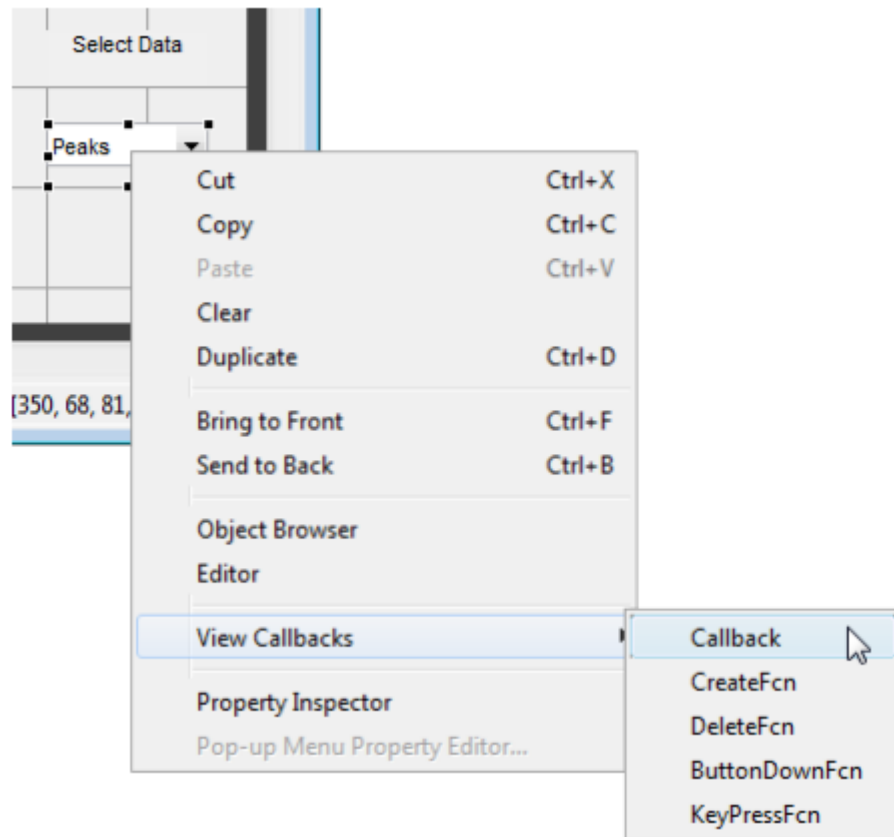 Select Data
Peaks
Cut Ctrl+X
Copy Ctrl+C
Paste Ctrl+V
Clear
Duplicate Ctrl+D
[350, 68, 81,
Bring to Front Ctrl+F
Send to Back Ctrl+B
Object Browser
Editor
View Callbacks
Callback
CreateFcn
Property Inspector
DeleteFcn
Pop-up Menu Property Editor...
ButtonDownFcn
KeyPressFcn